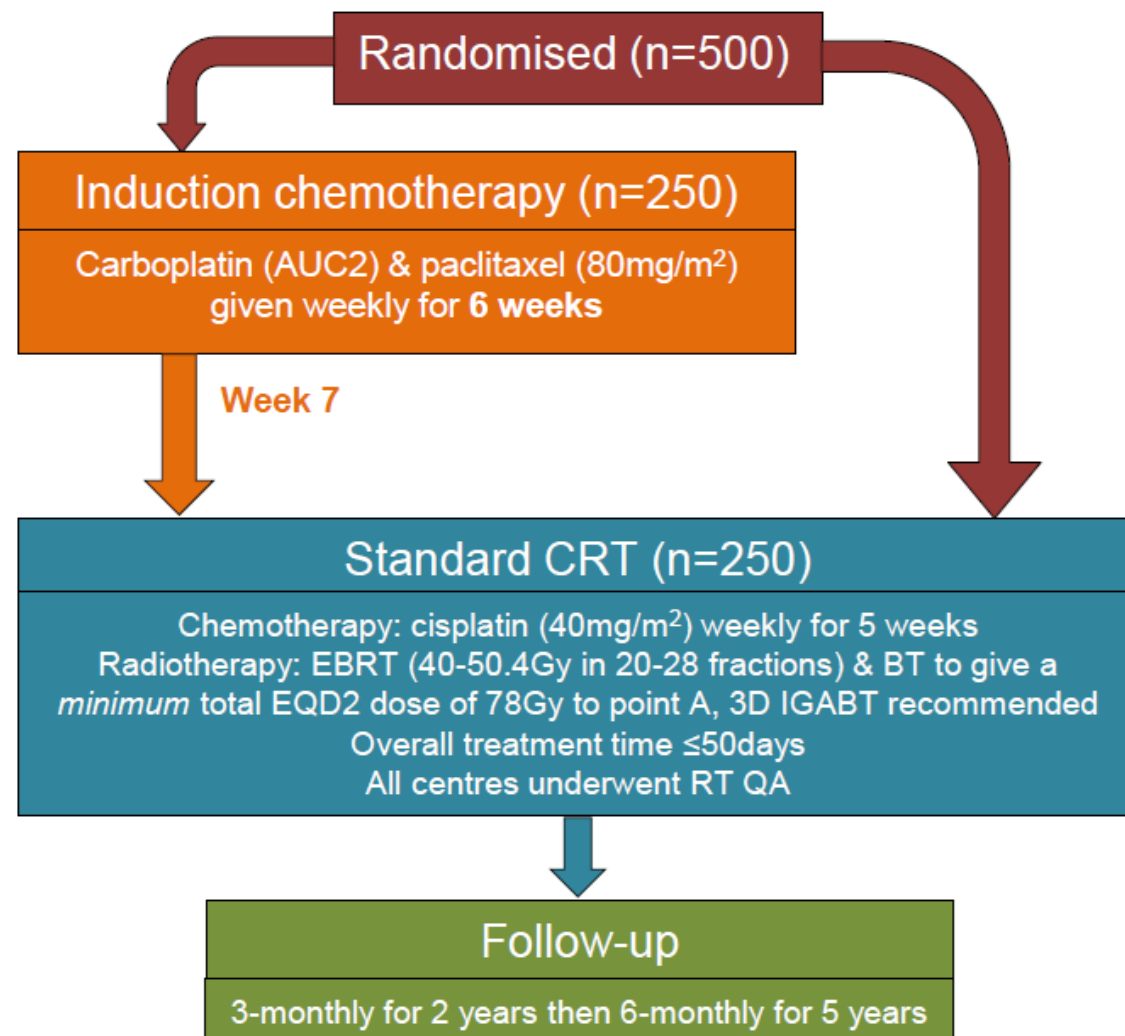 Randomised (n=500)
Induction chemotherapy (n=250)
Carboplatin (AUC2) & paclitaxel (80mg/m²)
given weekly for 6 weeks
Week 7
Standard CRT (n=250)
Chemotherapy: cisplatin (40mg/m²) weekly for 5 weeks
Radiotherapy: EBRT (40-50.4Gy in 20-28 fractions) & BT to give a
minimum total EQD2 dose of 78Gy to point A, 3D IGABT recommended
Overall treatment time ≤50days
All centres underwent RT QA
Follow-up
3-monthly for 2 years then 6-monthly for 5 years